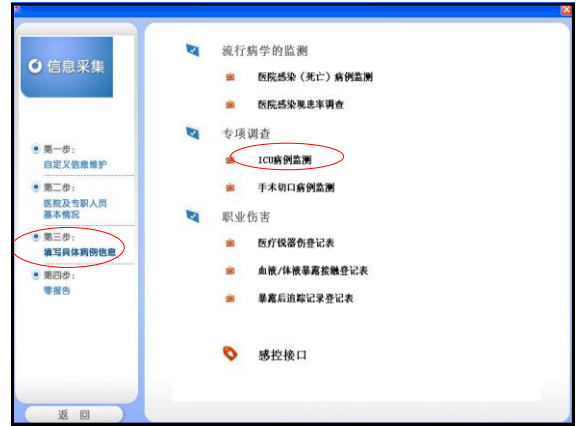 信息采集
第一步:
自定义信息维护
第二步:
医院及专职人员
基本情况
第三步:
填写具体病例信息
第四步:
零报告
返 回
流行病学的监测
医院感染（死亡）病例监测
医院感染现患率调查
专项调查
ICU病例监测
手术切口病例监测
职业伤害
医疗锐器伤登记表
血液/体液暴露接触登记表
暴露后追踪记录登记表
感控接口